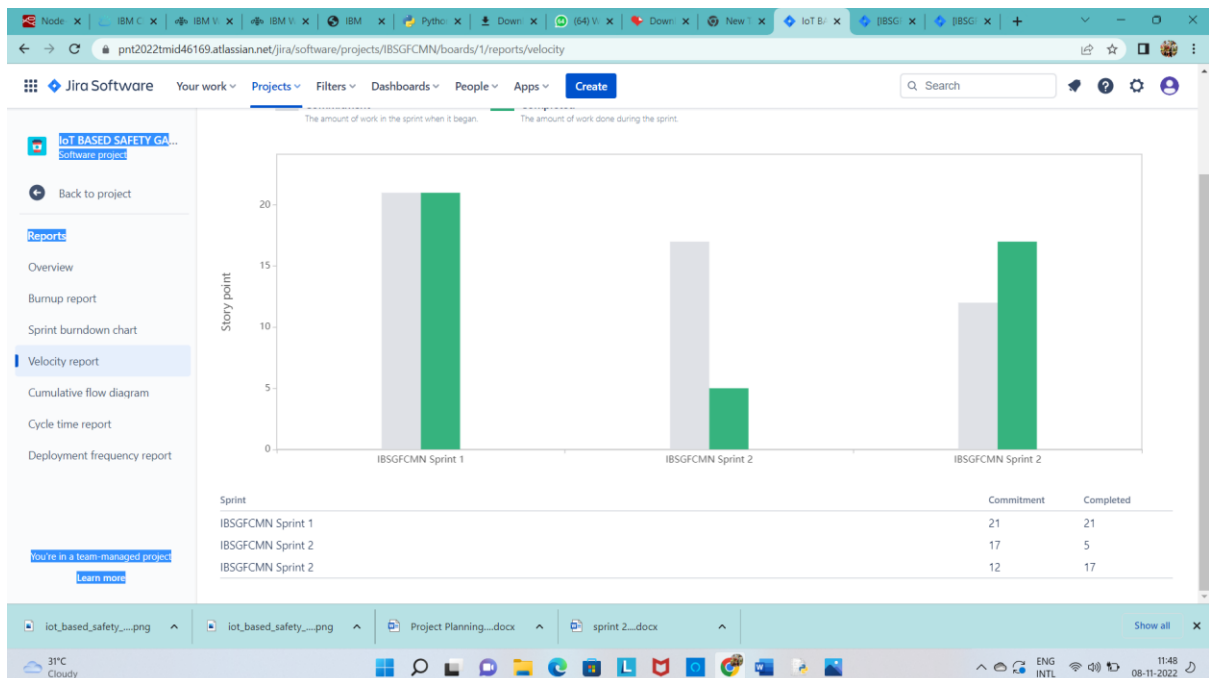 Node-
IBM C
IBM W
IBM W
IBM
Pytho
Down
(64) W
Down
New T
IoT BA
[IBSG
[IBSG
pnt2022tmid46169.atlassian.net/jira/software/projects/IBSGFCMN/boards/1/reports/velocity
Jira Software
Your work
Projects
Filters
Dashboards
People
Apps
Create
Search
IoT BASED SAFETY GA...
Software project
Back to project
Reports
Overview
Burnup report
Sprint burndown chart
Velocity report
Cumulative flow diagram
Cycle time report
Deployment frequency report
You're in a team-managed project
Learn more
The amount of work in the sprint when it began.
The amount of work done during the sprint.
Story point
20
15
10
5
0
IBSGFCMN Sprint 1
IBSGFCMN Sprint 2
IBSGFCMN Sprint 2
Sprint Commitment Completed
IBSGFCMN Sprint 1 21 21
IBSGFCMN Sprint 2 17 5
IBSGFCMN Sprint 2 12 17
iot_based_safety_....png
iot_based_safety_....png
Project Planning....docx
sprint 2....docx
Show all
31°C
Cloudy
ENG
INTL
11:48
08-11-2022